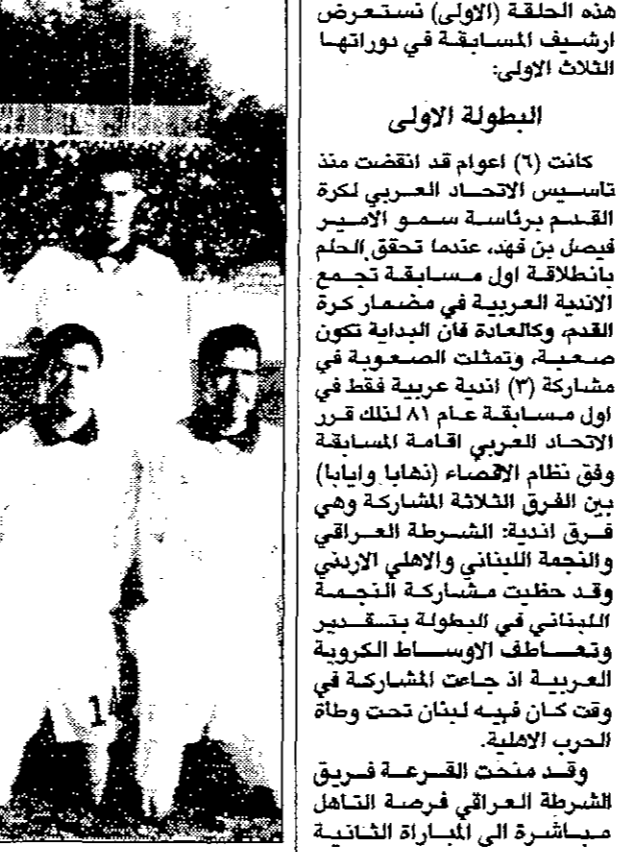 هذه الحلقة (الاولى) نستعرض
ارشيف المسابقة في دوراتها
الثلاث الاولى:
البطولة الاولى
كانت (٦) اعوام قد انقضت منذ
تاسيس الاتحاد العربي لكرة
القدم برئاسة سمو الامير
فيصل بن فهد، عندما تحقق الحلم
بانطلاقة اول مسابقة تجمع
الاندية العربية في مضمار كرة
القدم، وكالعادة فان البداية تكون
صعبة، وتمثلت الصعوبة في
مشاركة (٣) اندية عربية فقط في
اول مسابقة عام ٨١ لذلك قرر
الاتحاد العربي اقامة المسابقة
وفق نظام الاقصاء (ذهابا وايابا)
بين الفرق الثلاثة المشاركة وهي
فرق اندية: الشرطة العراقي
والنجمة اللبناني والاهلي الاردني
وقد حظيت مشاركة النجمة
اللبناني في البطولة بتقدير
وتعاطف الاوساط الكروية
العربية اذ جاءت المشاركة في
وقت كان فيه لبنان تحت وطاة
الحرب الاهلية.
وقد منحت القرعة فريق
الشرطة العراقي فرصة التاهل
مباشرة الى المباراة الثانية
1